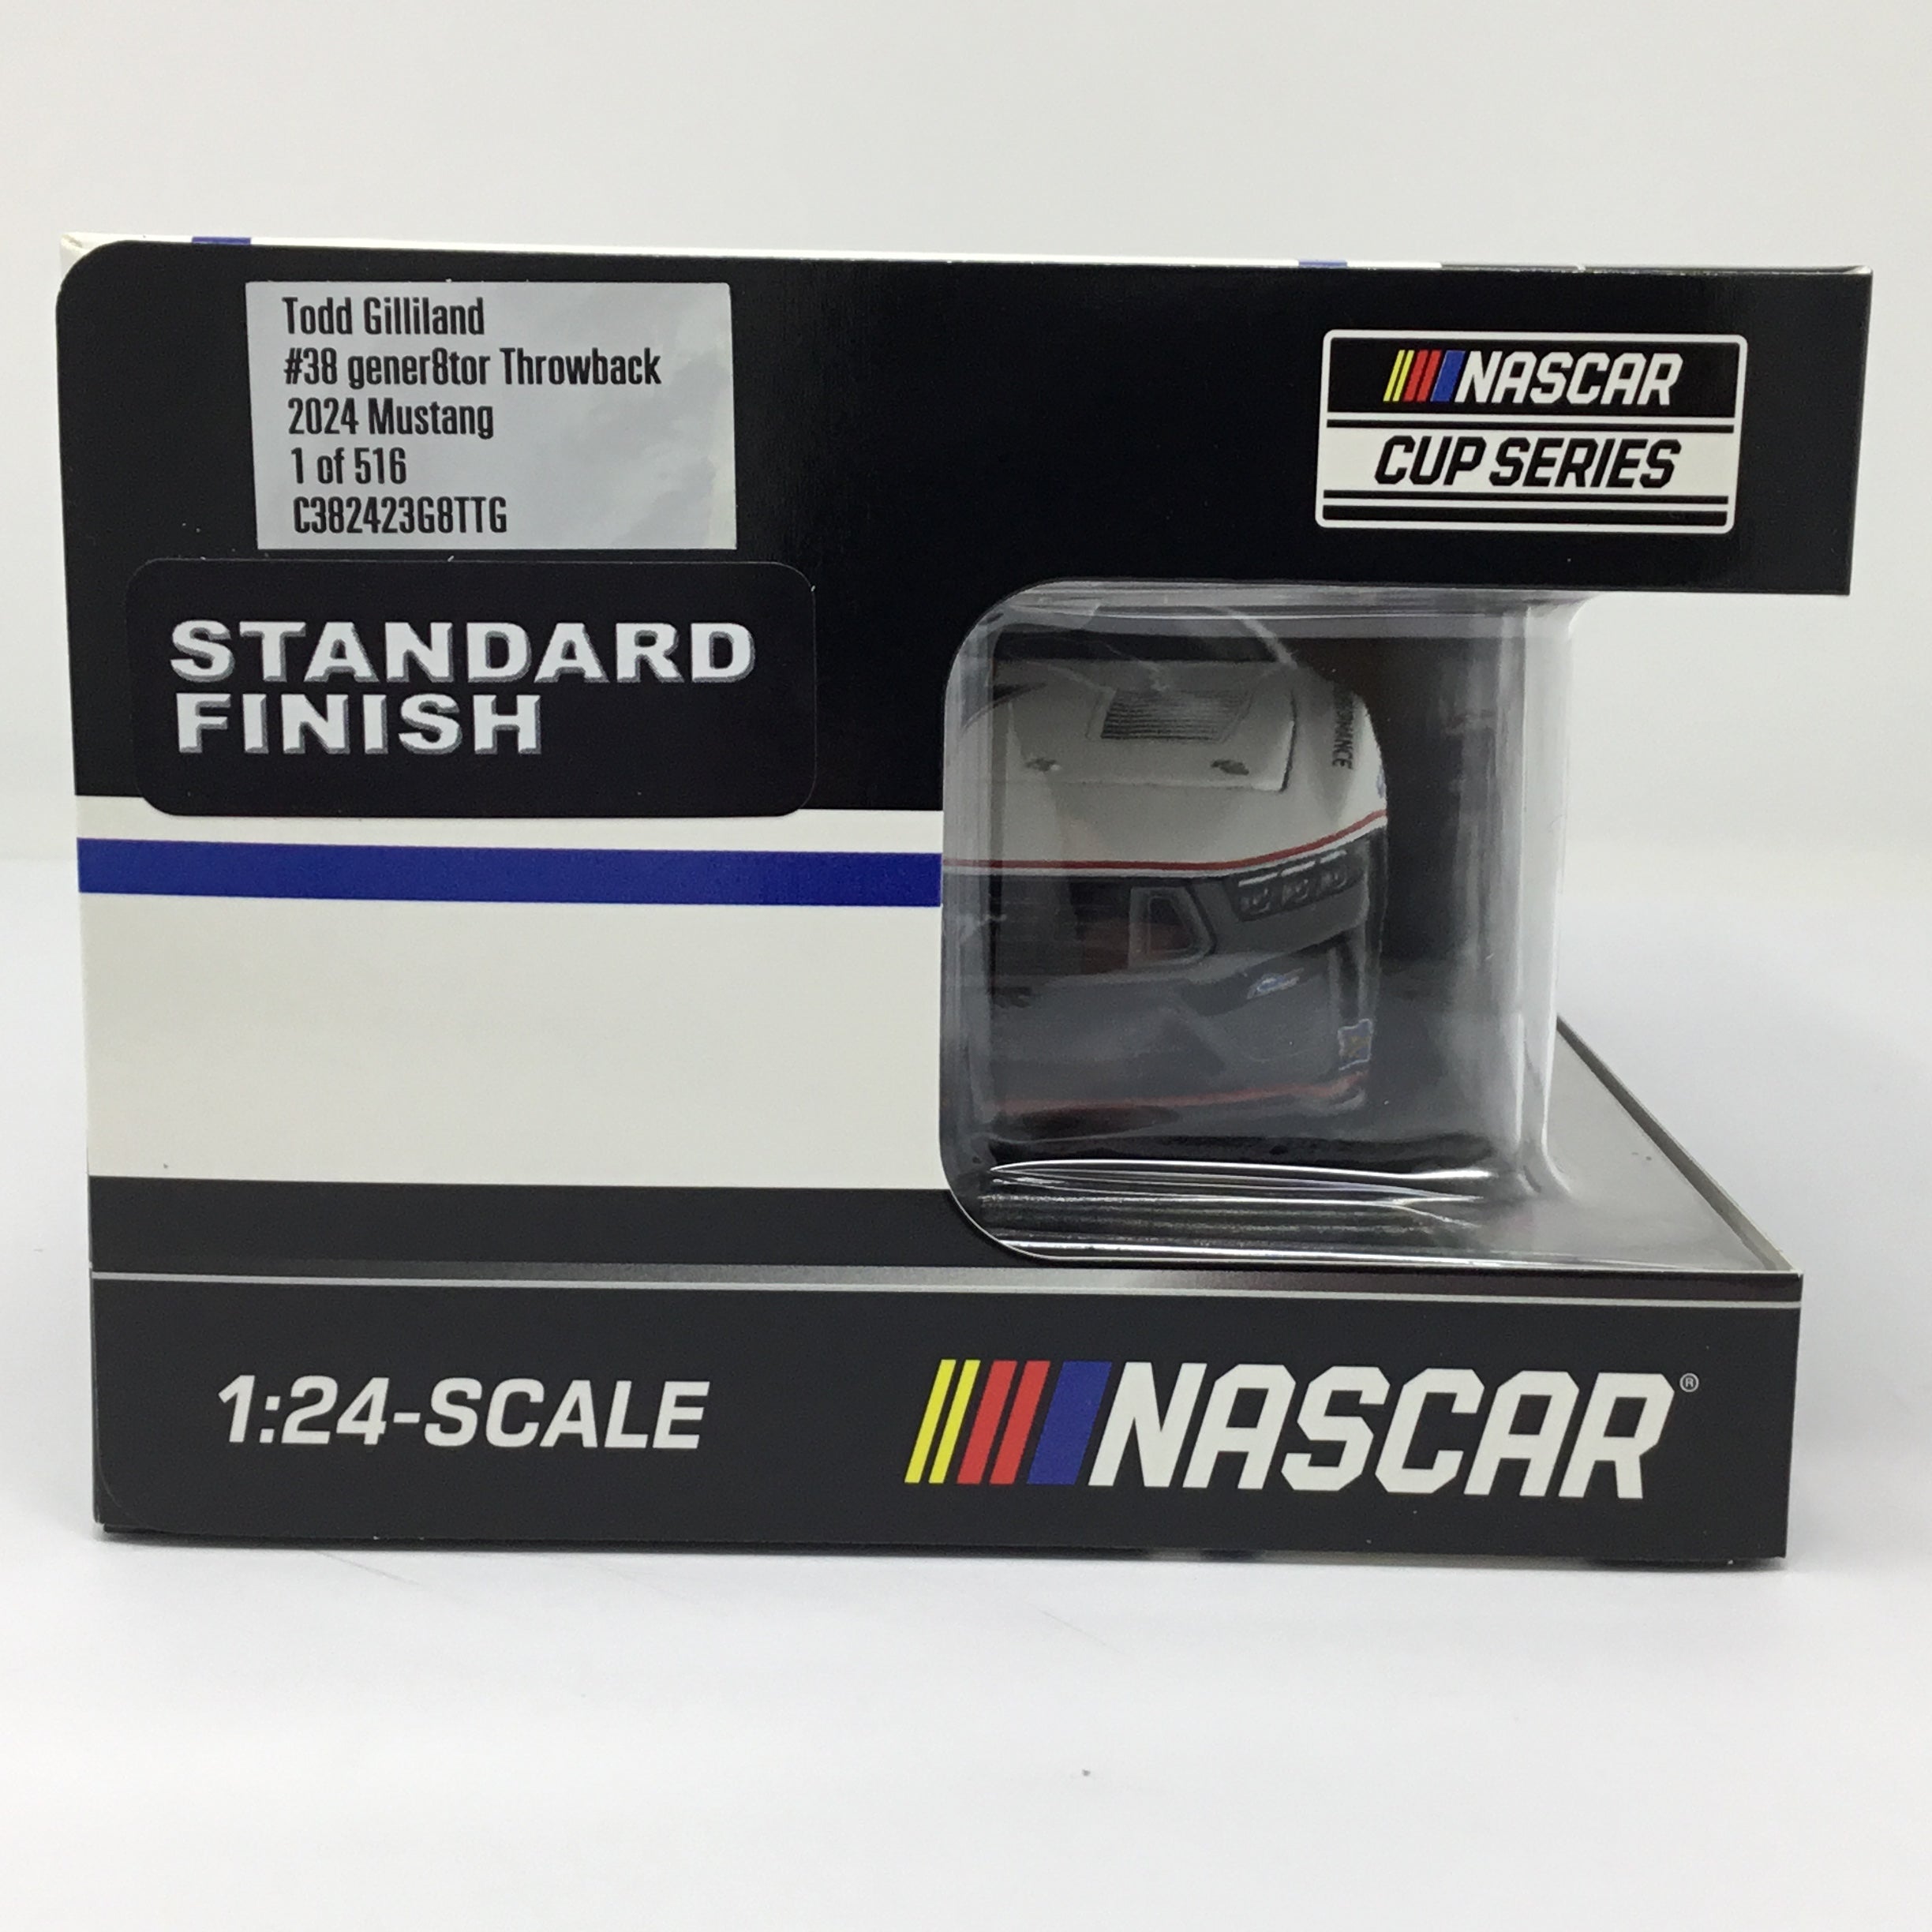 Todd Gilliland
#38 gener8tor Throwback
2024 Mustang
1 of 516
C382423G8TTG
NASCAR
CUP SERIES
STANDARD
FINISH
1:24-SCALE
NASCAR®